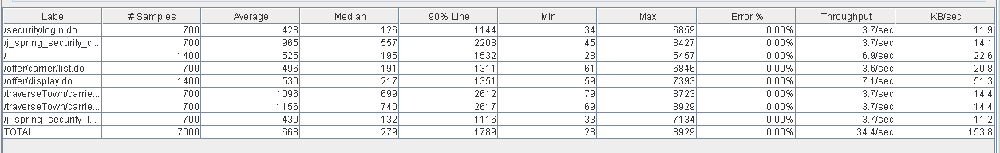 Label # Samples Average Median 90% Line Min Max Error % Throughput KB/sec
/security/login.do 700 428 126 1144 34 6859 0.00% 3.7/sec 11.9
/j_spring_security_c... 700 965 557 2208 45 8427 0.00% 3.7/sec 14.1
/ 1400 525 195 1532 28 5457 0.00% 6.9/sec 22.6
/offer/carrier/list.do 700 496 191 1311 61 6846 0.00% 3.6/sec 20.8
/offer/display.do 1400 530 217 1351 59 7393 0.00% 7.1/sec 51.3
/traverseTown/carrie... 700 1096 699 2612 79 8723 0.00% 3.7/sec 14.4
/traverseTown/carrie... 700 1156 740 2617 69 8929 0.00% 3.7/sec 14.4
/j_spring_security_l... 700 430 132 1116 33 7134 0.00% 3.7/sec 11.2
TOTAL 7000 668 279 1789 28 8929 0.00% 34.4/sec 153.8